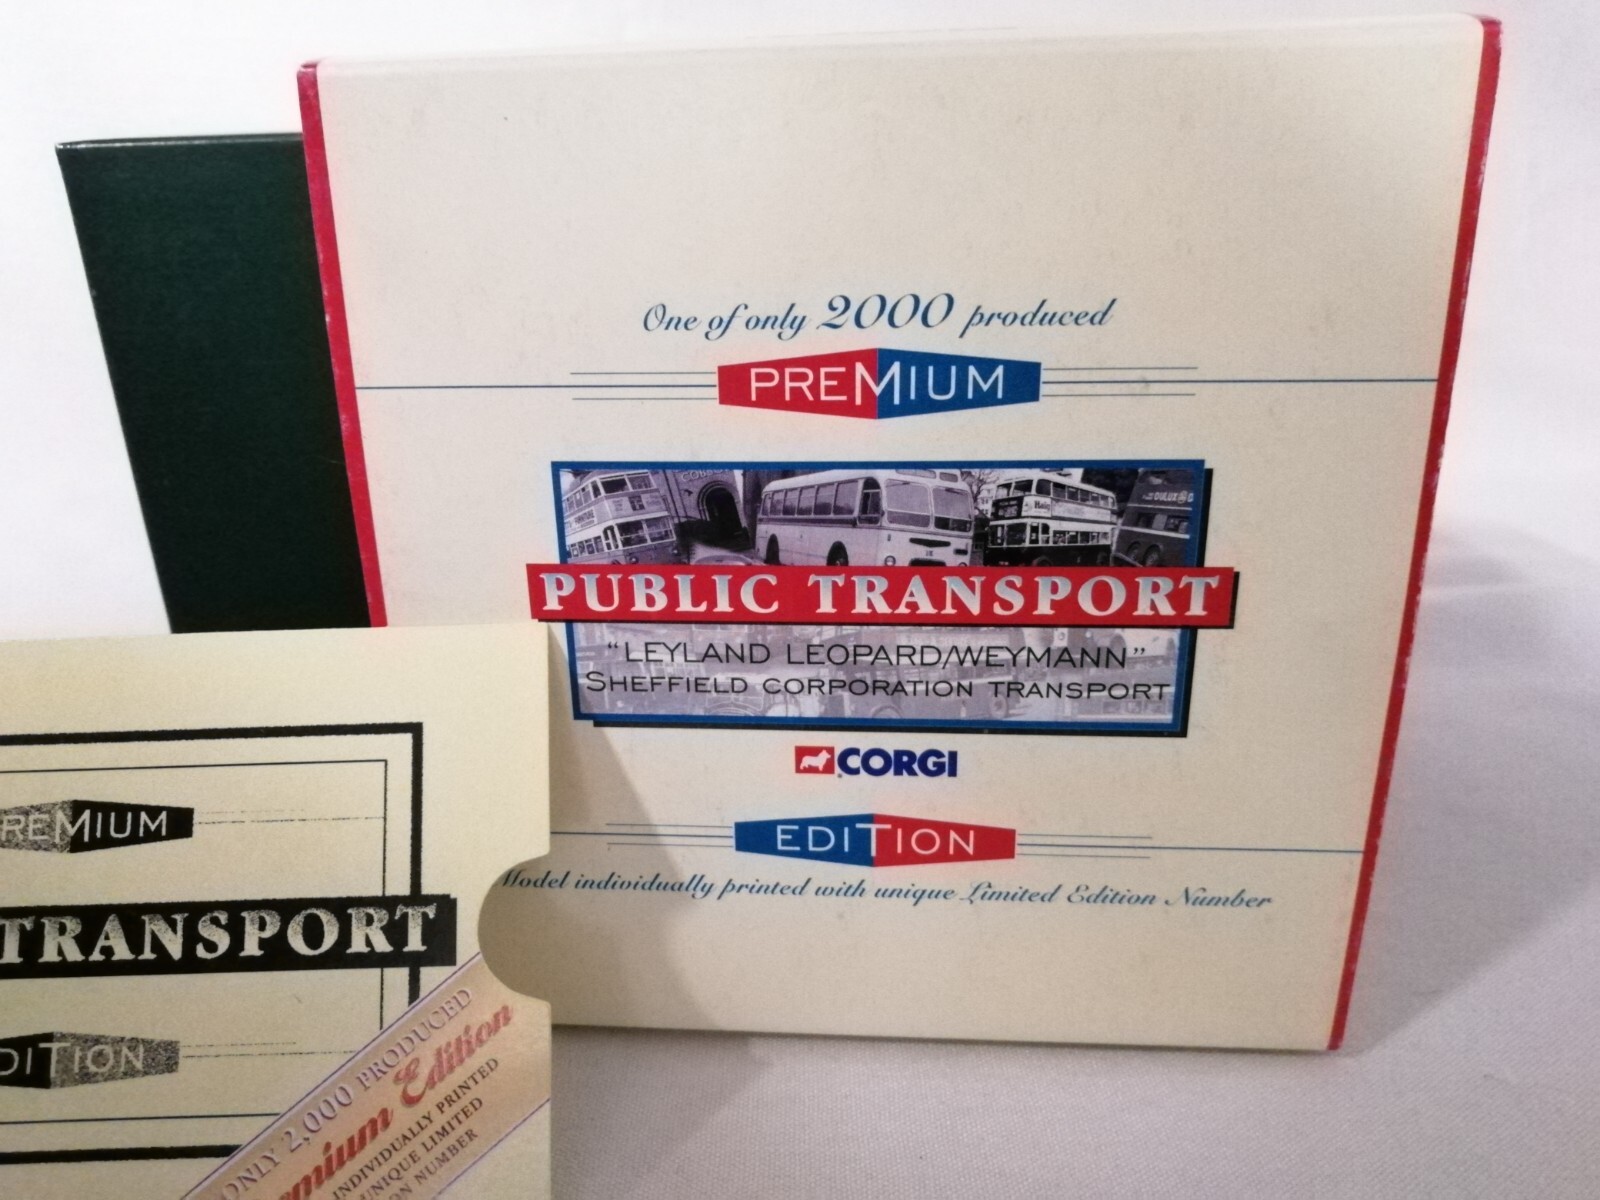 One of only 2000 produced
PREMIUM
PUBLIC TRANSPORT
"LEYLAND LEOPARD/WEYMANN"
SHEFFIELD CORPORATION TRANSPORT
CORGI
EDITION
Model individually printed with unique Limited Edition Number
REMIUM
TRANSPORT
DITION
ONLY 2,000 PRODUCED
mium Edition
INDIVIDUALLY PRINTED
UNIQUE LIMITED
ON NUMBER